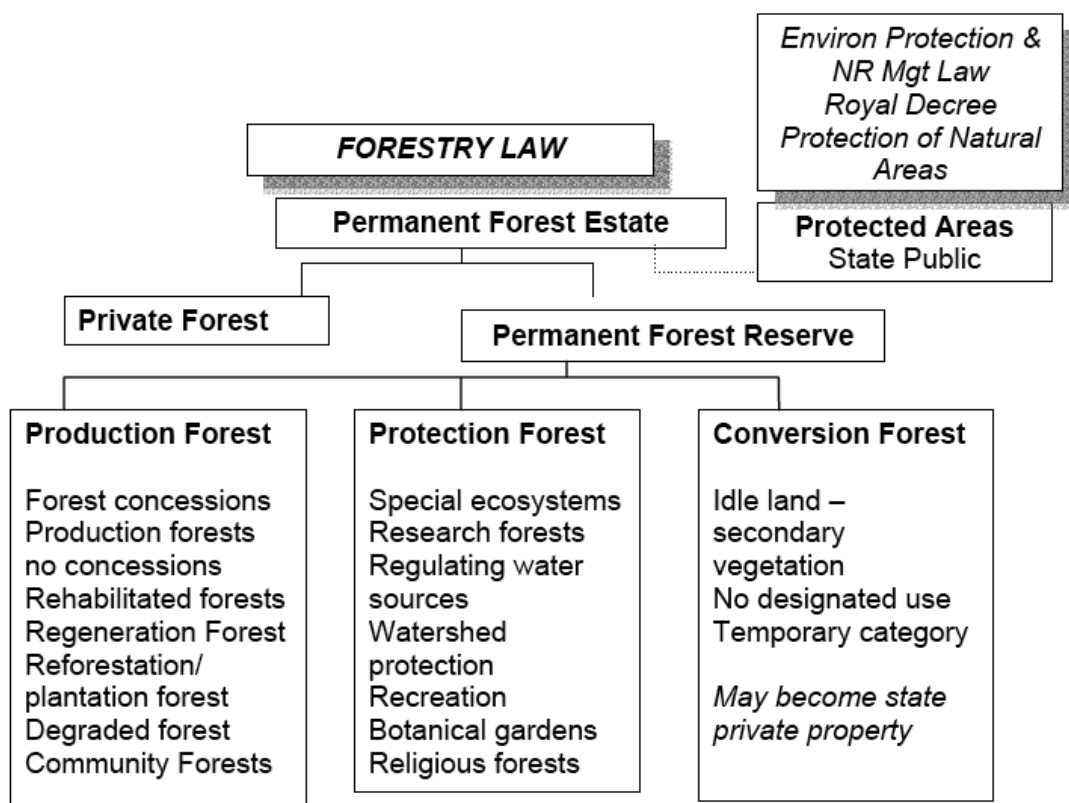 Environ Protection &
NR Mgt Law
Royal Decree
Protection of Natural
Areas
FORESTRY LAW
Permanent Forest Estate
Protected Areas
State Public
Private Forest
Permanent Forest Reserve
Production Forest
Forest concessions
Production forests
no concessions
Rehabilitated forests
Regeneration Forest
Reforestation/
plantation forest
Degraded forest
Community Forests
Protection Forest
Special ecosystems
Research forests
Regulating water
sources
Watershed
protection
Recreation
Botanical gardens
Religious forests
Conversion Forest
Idle land –
secondary
vegetation
No designated use
Temporary category
May become state
private property